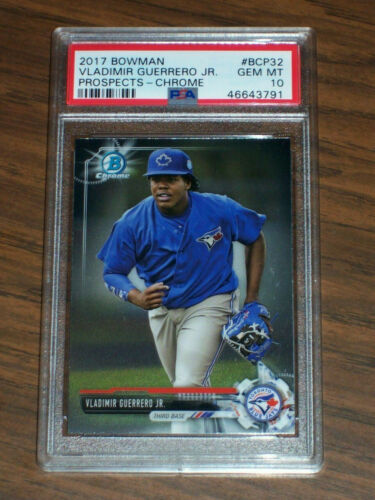 2017 BOWMAN #BCP32
VLADIMIR GUERRERO JR. GEM MT
PROSPECTS - CHROME 10
PSA 46643791
B
Chrome
VLADIMIR GUERRERO JR.
THIRD BASE